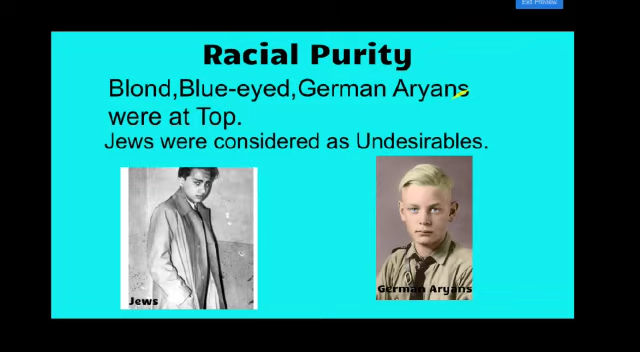 Exit Preview
Racial Purity
Blond,Blue-eyed,German Aryans
were at Top.
Jews were considered as Undesirables.
Jews
German Aryans